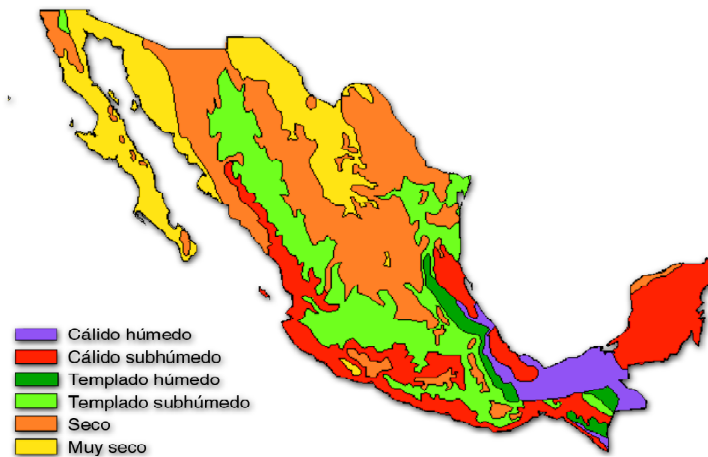 Cálido húmedo
Cálido subhúmedo
Templado húmedo
Templado subhúmedo
Seco
Muy seco